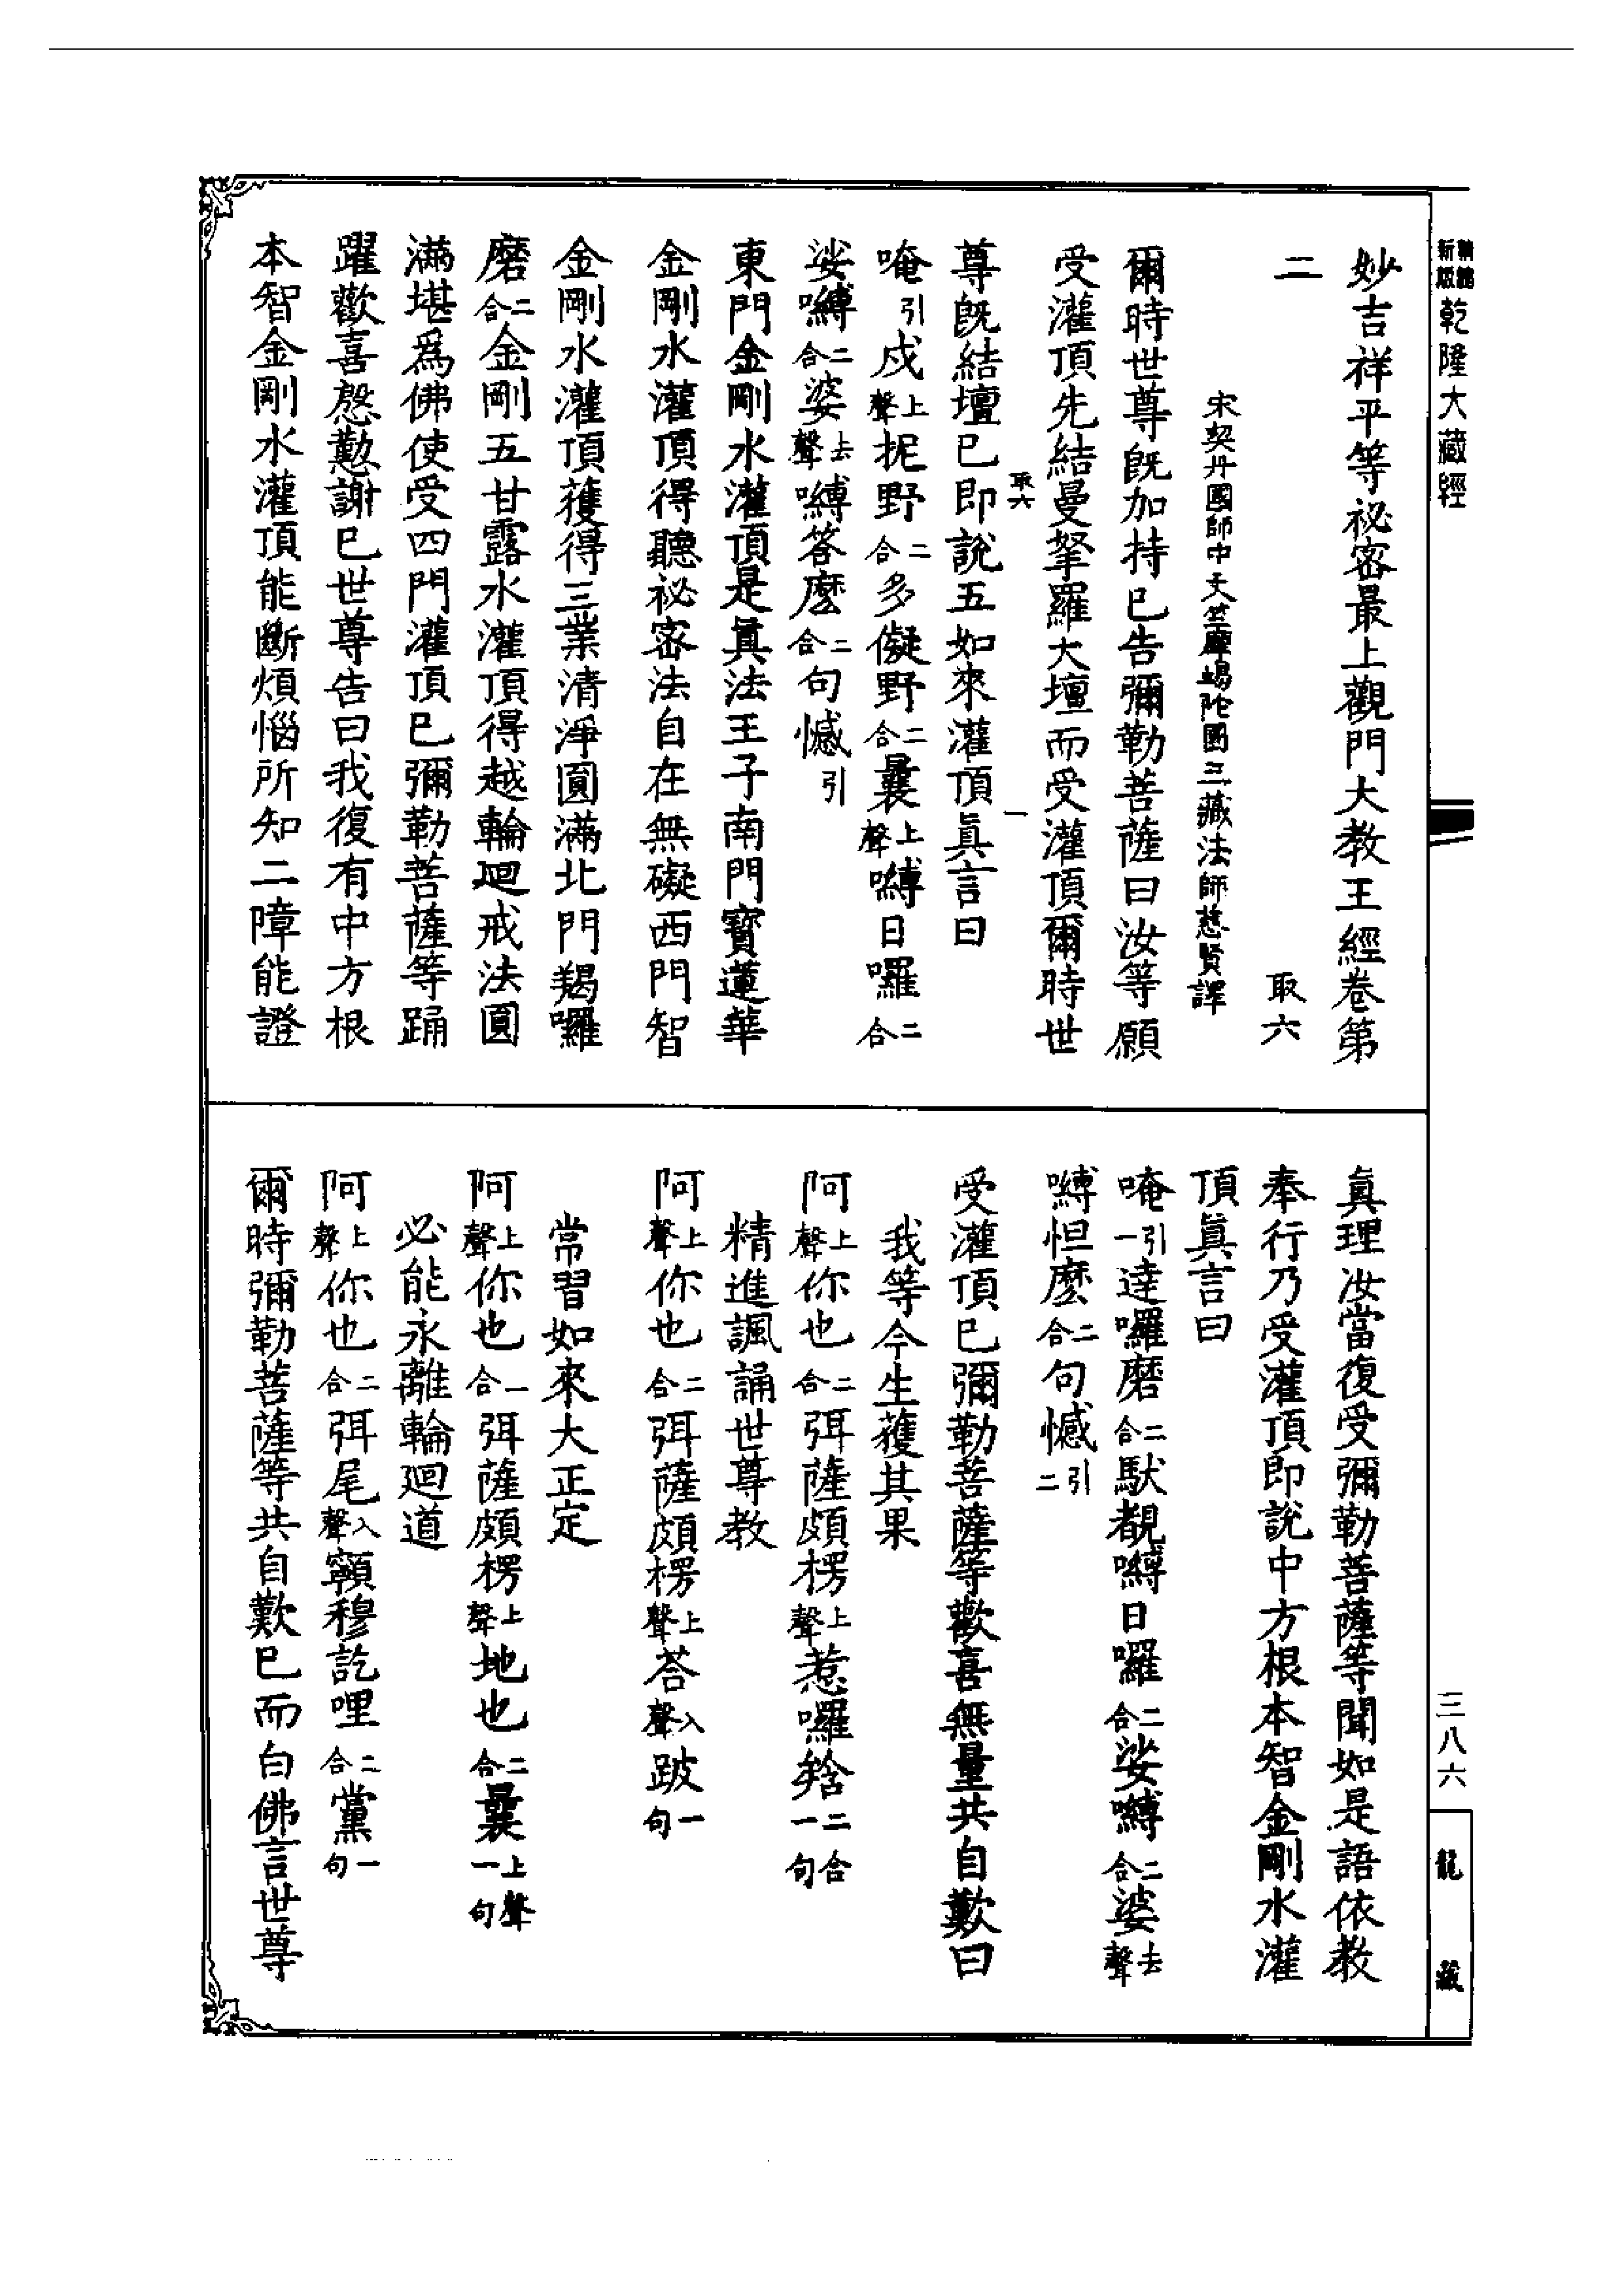 精縮新版乾隆大藏經
妙吉祥平等祕密最上觀門大教王經卷第
二 取六
宋契丹國師中天竺摩竭陀國三藏法師慈賢譯
爾時世尊既加持已告彌勒菩薩曰汝等願
受灌頂先結曼拏羅大壇而受灌頂爾時世
取六 一
尊既結壇已即說五如來灌頂眞言曰
唵引戍上聲抳野二合多儗野二合曩上聲嚩日囉二合
娑嚩二合婆去聲嚩答麼二合句憾引
東門金剛水灌頂是眞法王子南門寶蓮華
金剛水灌頂得聽祕密法自在無礙西門智
金剛水灌頂獲得三業清淨圓滿北門羯囉
磨二合金剛五甘露水灌頂得越輪迴戒法圓
滿堪爲佛使受四門灌頂已彌勒菩薩等踊
躍歡喜慇懃謝已世尊告曰我復有中方根
本智金剛水灌頂能斷煩惱所知二障能證
眞理汝當復受彌勒菩薩等聞如是語依教
奉行乃受灌頂即說中方根本智金剛水灌
頂眞言曰
唵引一達囉磨二合馱覩嚩日囉二合娑嚩二合婆去聲
嚩怛麼二合句憾引二
受灌頂已彌勒菩薩等歡喜無量共自歎曰
我等今生獲其果
阿上聲你也二合弭薩頗楞上聲惹囉𤚥二合一句
精進諷誦世尊教
阿上聲你也二合弭薩頗楞上聲荅入聲跛一句
常習如來大正定
阿上聲你也一合弭薩頗楞上聲地也二合曩上聲一句
必能永離輪迴道
阿上聲你也二合弭尾入聲顙穆訖哩二合黨一句
爾時彌勒菩薩等共自歎已而白佛言世尊
三八六
龍藏